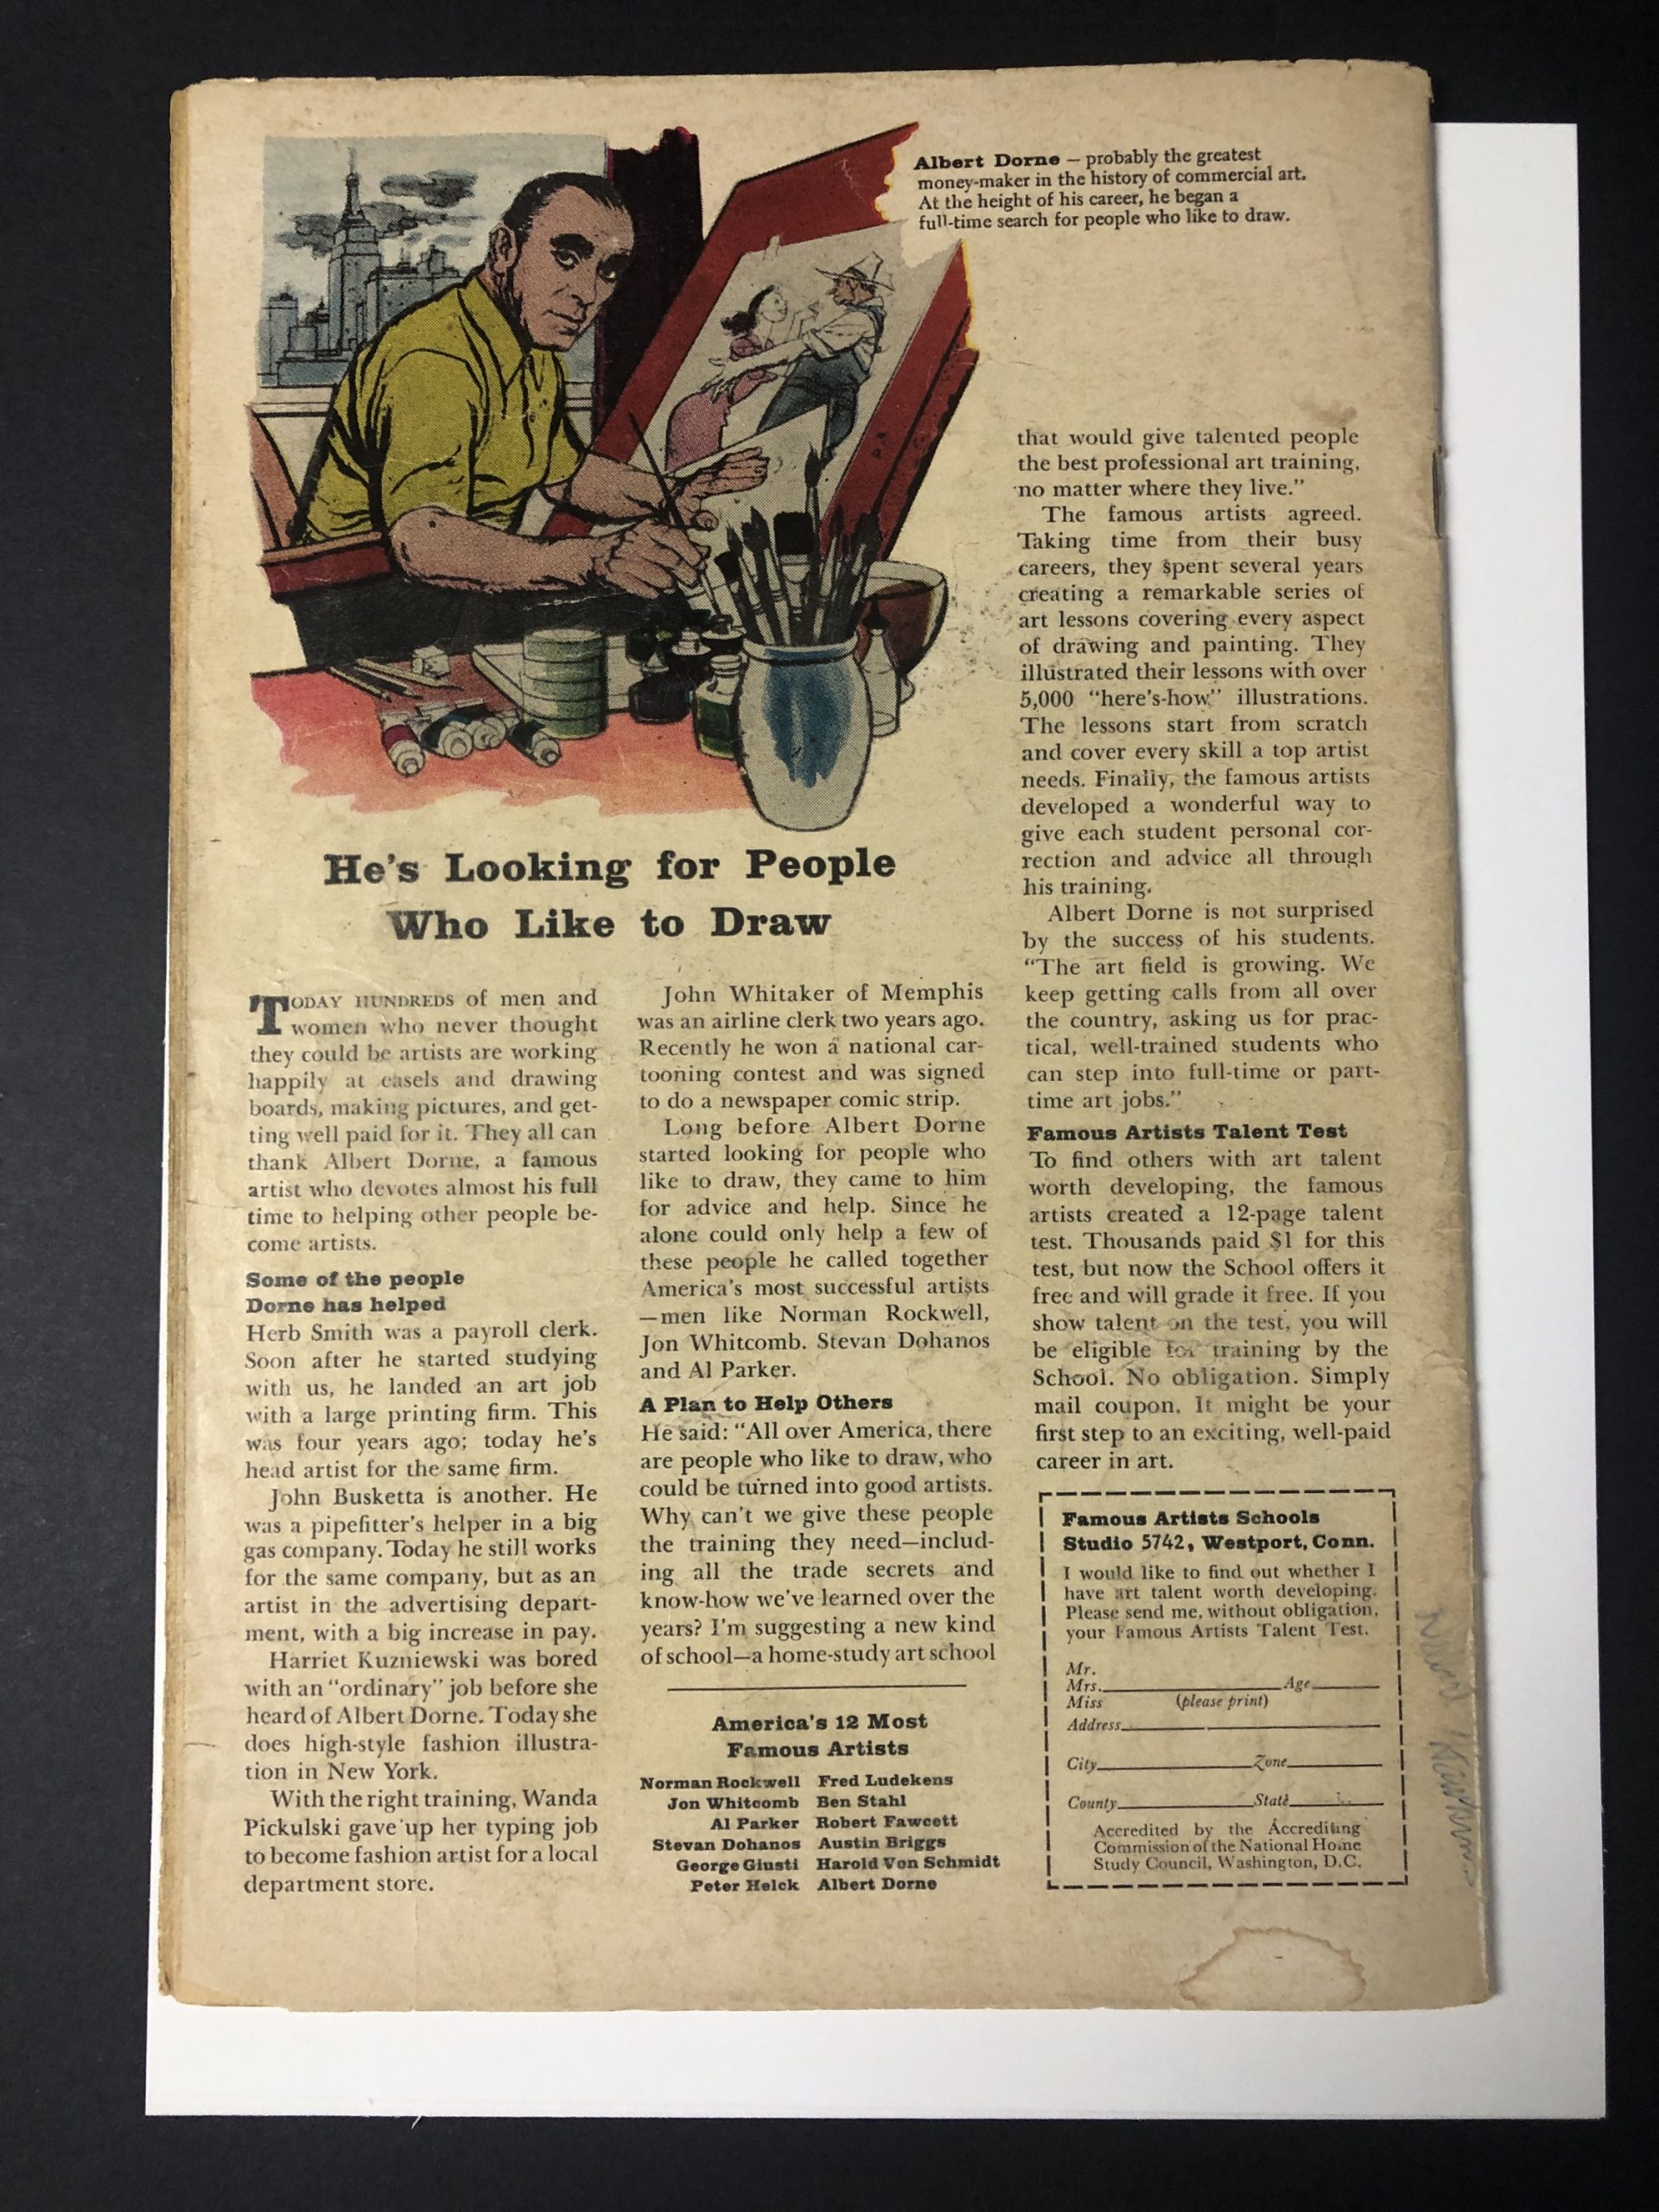 Albert Dorne — probably the greatest
money-maker in the history of commercial art.
At the height of his career, he began a
full-time search for people who like to draw.
He's Looking for People
Who Like to Draw
TODAY HUNDREDS of men and
women who never thought
they could be artists are working
happily at easels and drawing
boards, making pictures, and get-
ting well paid for it. They all can
thank Albert Dorne, a famous
artist who devotes almost his full
time to helping other people be-
come artists.
Some of the people
Dorne has helped
Herb Smith was a payroll clerk.
Soon after he started studying
with us, he landed an art job
with a large printing firm. This
was four years ago; today he's
head artist for the same firm.
John Busketta is another. He
was a pipefitter's helper in a big
gas company. Today he still works
for the same company, but as an
artist in the advertising depart-
ment, with a big increase in pay.
Harriet Kuzniewski was bored
with an "ordinary" job before she
heard of Albert Dorne. Today she
does high-style fashion illustra-
tion in New York.
With the right training, Wanda
Pickulski gave up her typing job
to become fashion artist for a local
department store.
John Whitaker of Memphis
was an airline clerk two years ago.
Recently he won a national car-
tooning contest and was signed
to do a newspaper comic strip.
Long before Albert Dorne
started looking for people who
like to draw, they came to him
for advice and help. Since he
alone could only help a few of
these people he called together
America's most successful artists
—men like Norman Rockwell,
Jon Whitcomb. Stevan Dohanos
and Al Parker.
A Plan to Help Others
He said: "All over America, there
are people who like to draw, who
could be turned into good artists.
Why can't we give these people
the training they need—includ-
ing all the trade secrets and
know-how we've learned over the
years? I'm suggesting a new kind
of school—a home-study art school
America's 12 Most
Famous Artists
Norman Rockwell Fred Ludekens
Jon Whitcomb Ben Stahl
Al Parker Robert Fawcett
Stevan Dohanos Austin Briggs
George Giusti Harold Von Schmidt
Peter Helck Albert Dorne
that would give talented people
the best professional art training,
no matter where they live."
The famous artists agreed.
Taking time from their busy
careers, they spent several years
creating a remarkable series of
art lessons covering every aspect
of drawing and painting. They
illustrated their lessons with over
5,000 "here's-how" illustrations.
The lessons start from scratch
and cover every skill a top artist
needs. Finally, the famous artists
developed a wonderful way to
give each student personal cor-
rection and advice all through
his training.
Albert Dorne is not surprised
by the success of his students.
"The art field is growing. We
keep getting calls from all over
the country, asking us for prac-
tical, well-trained students who
can step into full-time or part-
time art jobs."
Famous Artists Talent Test
To find others with art talent
worth developing, the famous
artists created a 12-page talent
test. Thousands paid $1 for this
test, but now the School offers it
free and will grade it free. If you
show talent on the test, you will
be eligible for training by the
School. No obligation. Simply
mail coupon. It might be your
first step to an exciting, well-paid
career in art.
Famous Artists Schools
Studio 5742, Westport, Conn.
I would like to find out whether I
have art talent worth developing.
Please send me, without obligation,
your Famous Artists Talent Test.
Mr.
Mrs. Age
Miss (please print)
Address
City Zone
County State
Accredited by the Accrediting
Commission of the National Home
Study Council, Washington, D.C.